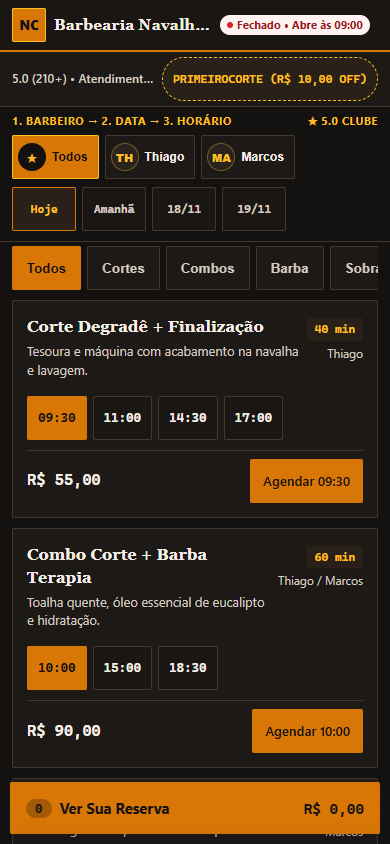 NC Barbearia Navalh... Fechado • Abre às 09:00
5.0 (210+) • Atendiment... PRIMEIROCORTE (R$ 10,00 OFF)
1. BARBEIRO → 2. DATA → 3. HORÁRIO ★ 5.0 CLUBE
★ Todos TH Thiago MA Marcos
Hoje Amanhã 18/11 19/11
Todos Cortes Combos Barba Sobra
Corte Degradê + Finalização 40 min
Tesoura e máquina com acabamento na navalha e lavagem. Thiago
09:30 11:00 14:30 17:00
R$ 55,00 Agendar 09:30
Combo Corte + Barba Terapia 60 min
Toalha quente, óleo essencial de eucalipto e hidratação. Thiago / Marcos
10:00 15:00 18:30
R$ 90,00 Agendar 10:00
0 Ver Sua Reserva R$ 0,00